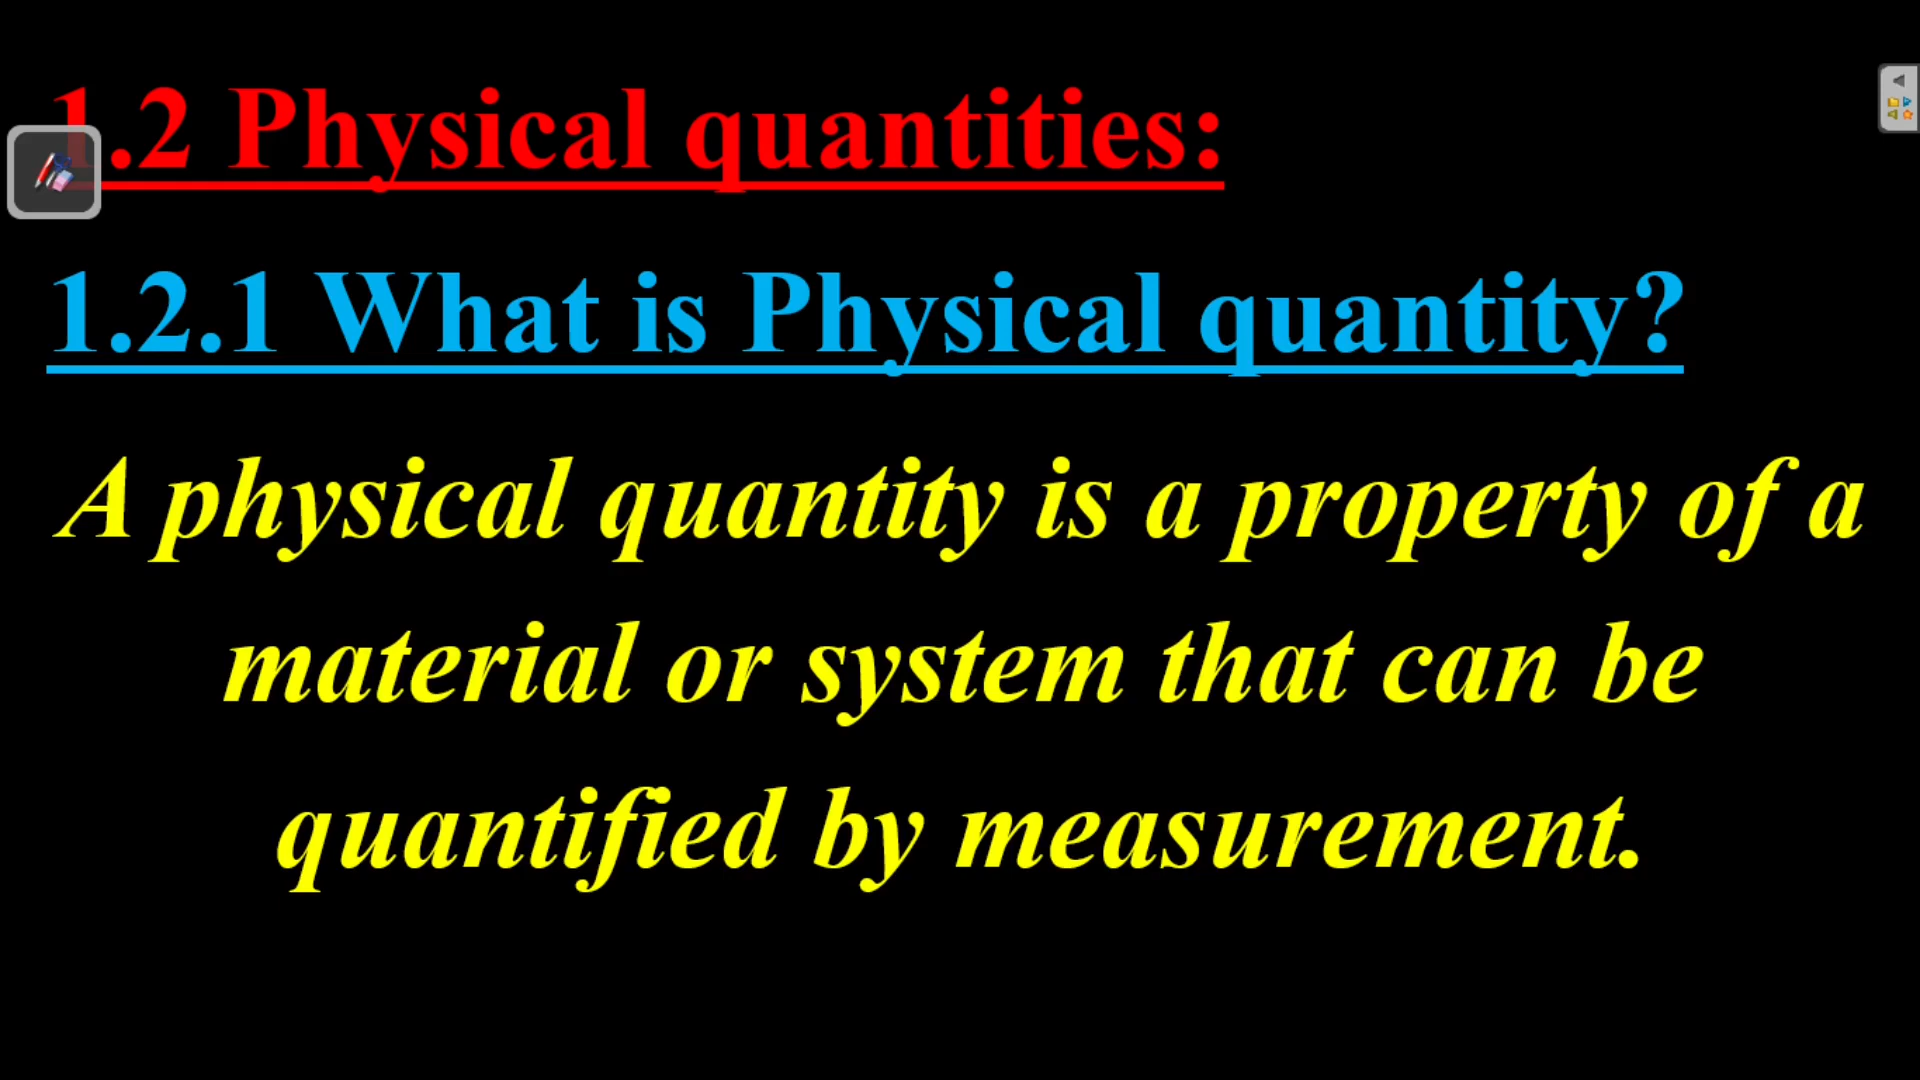 1.2 Physical quantities:
1.2.1 What is Physical quantity?
A physical quantity is a property of a
material or system that can be
quantified by measurement.